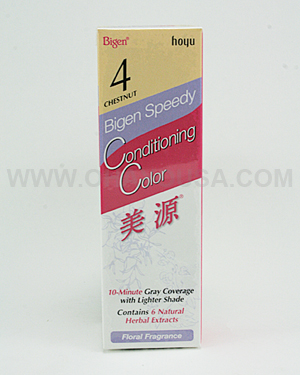 Bigen® hoyu
4
CHESTNUT
Bigen Speedy
Conditioning
Color
美源®
10-Minute Gray Coverage
with Lighter Shade
Contains 6 Natural
Herbal Extracts
Floral Fragrance